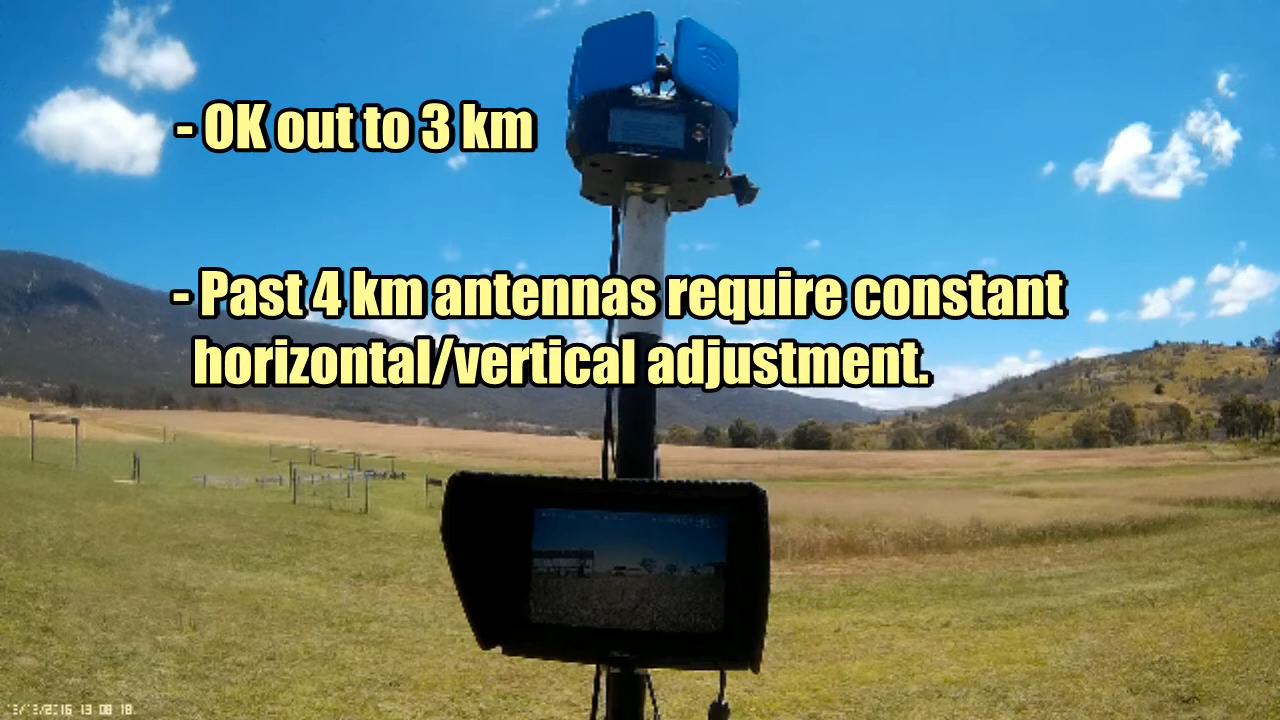 - OK out to 3 km
- Past 4 km antennas require constant
horizontal/vertical adjustment.